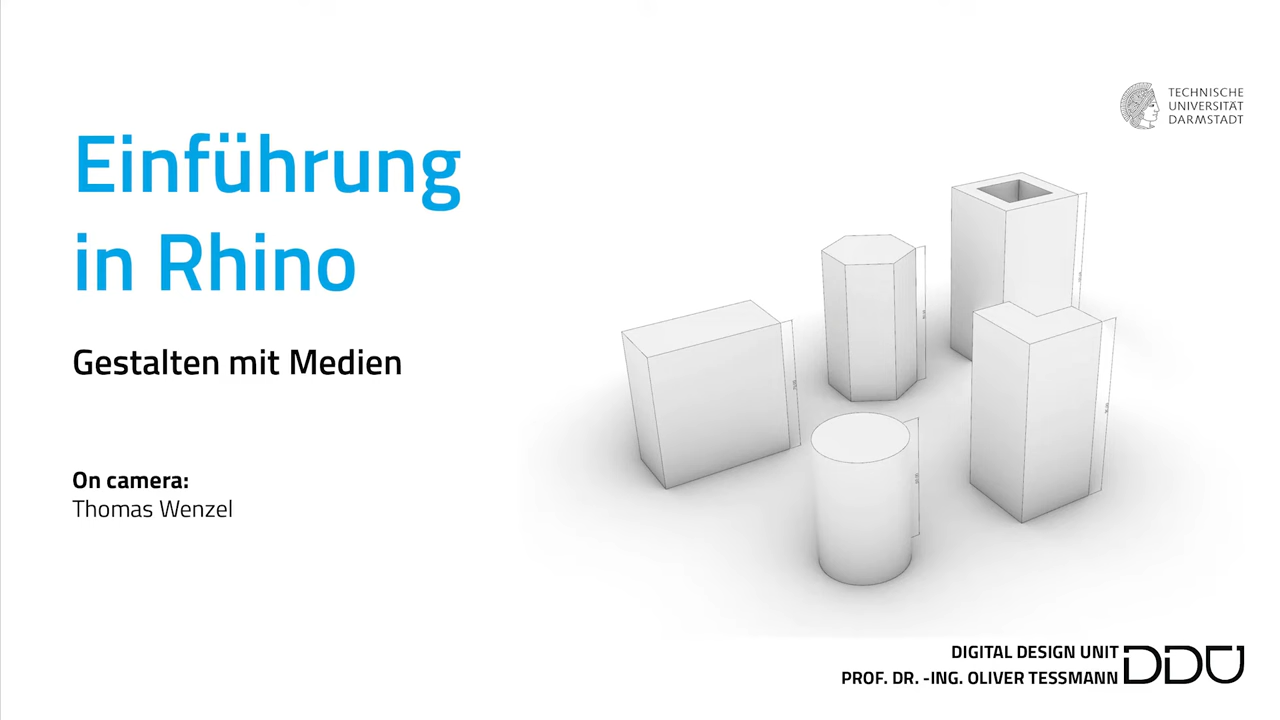 Einführung
in Rhino
Gestalten mit Medien
On camera:
Thomas Wenzel
TECHNISCHE
UNIVERSITÄT
DARMSTADT
DIGITAL DESIGN UNIT
PROF. DR. -ING. OLIVER TESSMANN
DDU